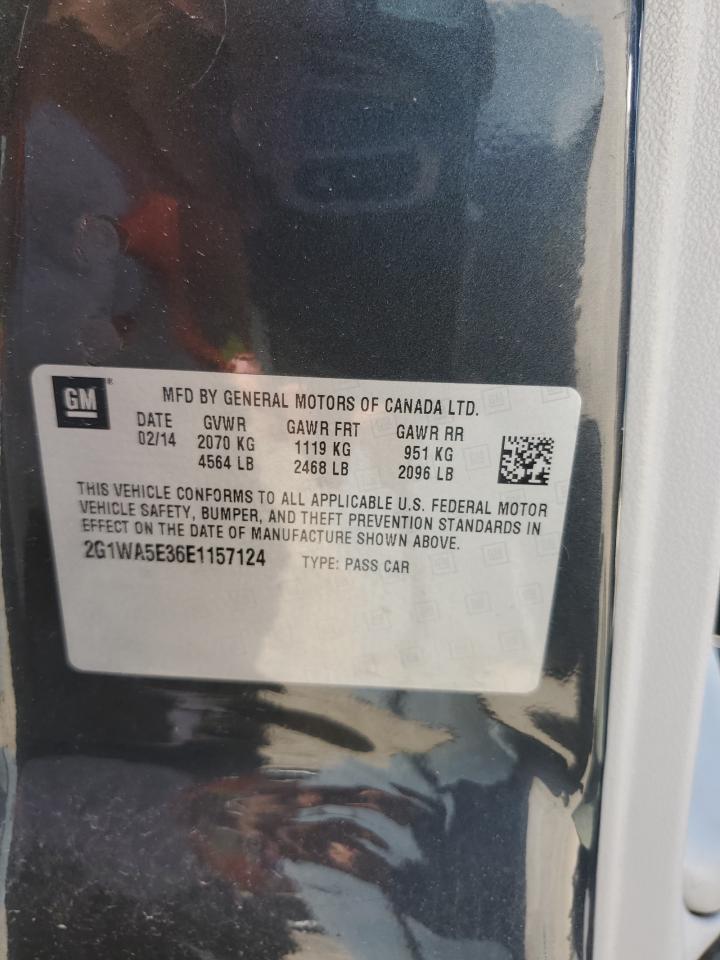 GM
MFD BY GENERAL MOTORS OF CANADA LTD.
DATE GVWR GAWR FRT GAWR RR
02/14 2070 KG 1119 KG 951 KG
4564 LB 2468 LB 2096 LB
THIS VEHICLE CONFORMS TO ALL APPLICABLE U.S. FEDERAL MOTOR
VEHICLE SAFETY, BUMPER, AND THEFT PREVENTION STANDARDS IN
EFFECT ON THE DATE OF MANUFACTURE SHOWN ABOVE.
2G1WA5E36E1157124 TYPE: PASS CAR